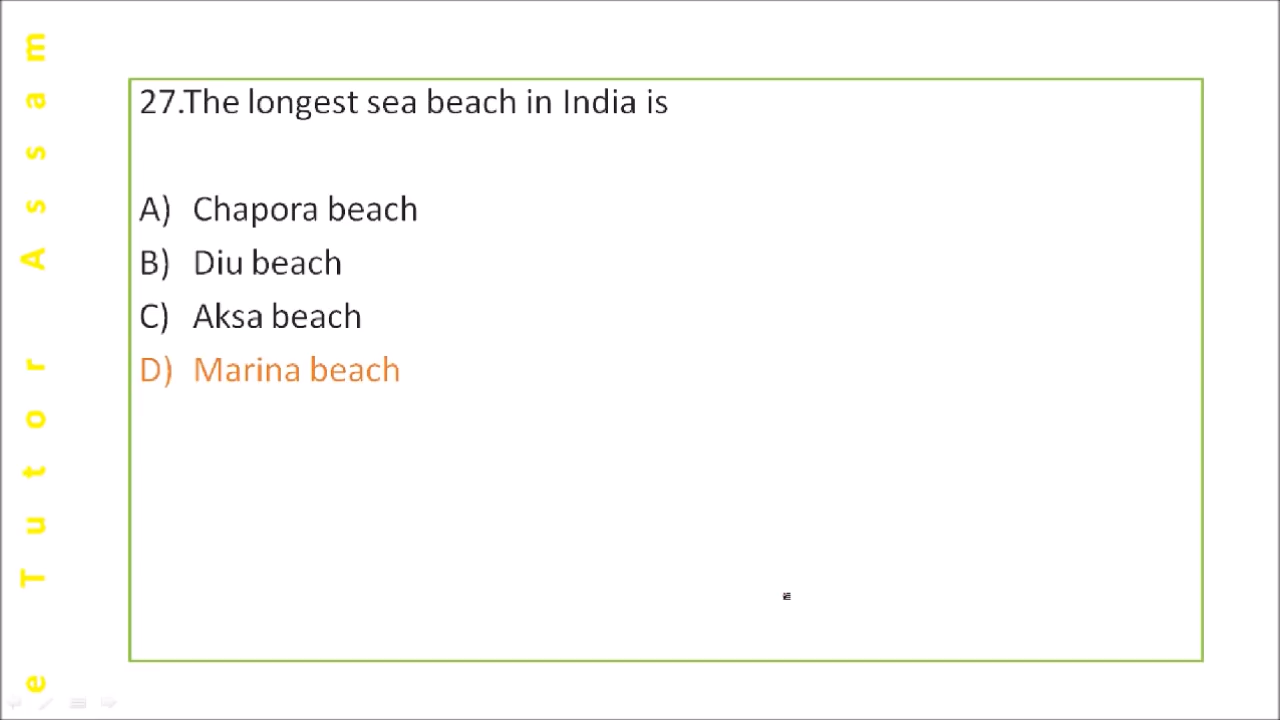 27.The longest sea beach in India is
A) Chapora beach
B) Diu beach
C) Aksa beach
D) Marina beach
e Tutor Assam